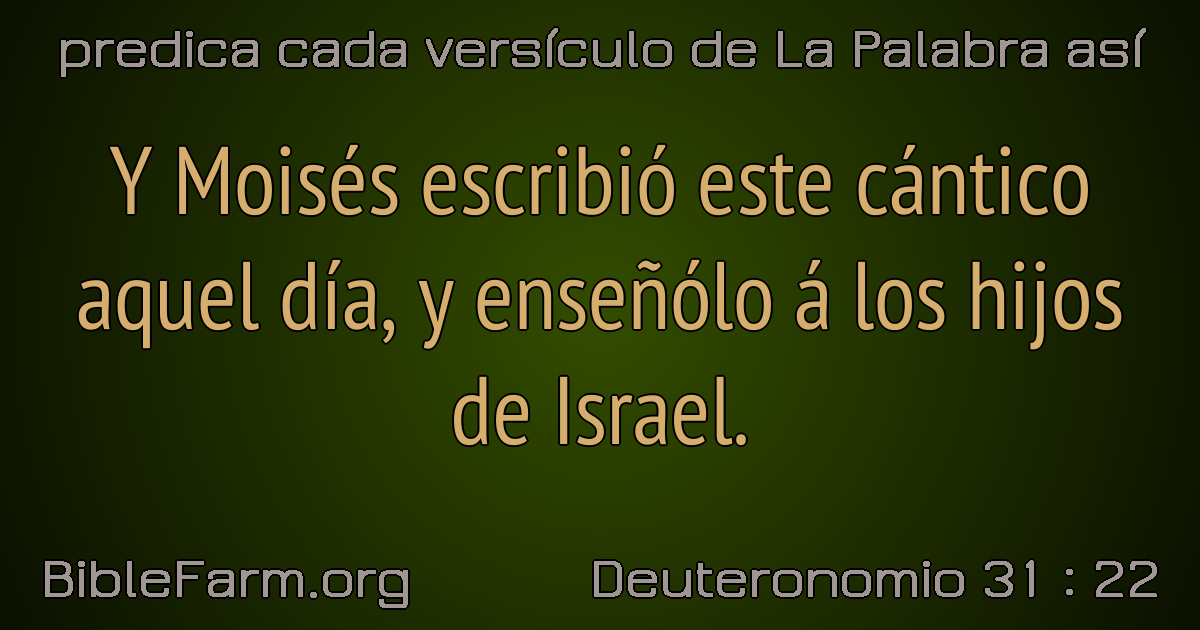 predica cada versículo de La Palabra así
Y Moisés escribió este cántico
aquel día, y enseñólo á los hijos
de Israel.
BibleFarm.org
Deuteronomio 31 : 22